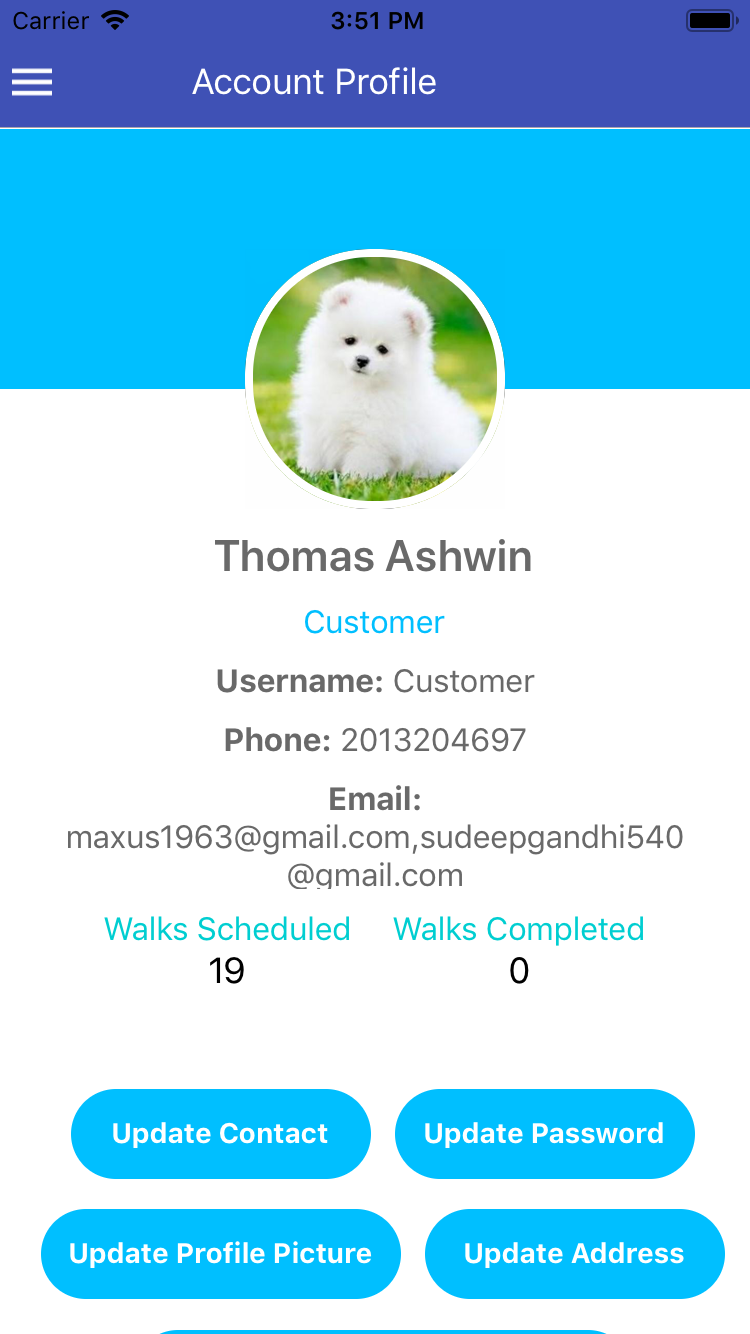 Carrier 3:51 PM
Account Profile
Thomas Ashwin
Customer
Username: Customer
Phone: 2013204697
Email:
maxus1963@gmail.com,sudeepgandhi540
@gmail.com
Walks Scheduled Walks Completed
19 0
Update Contact Update Password
Update Profile Picture Update Address